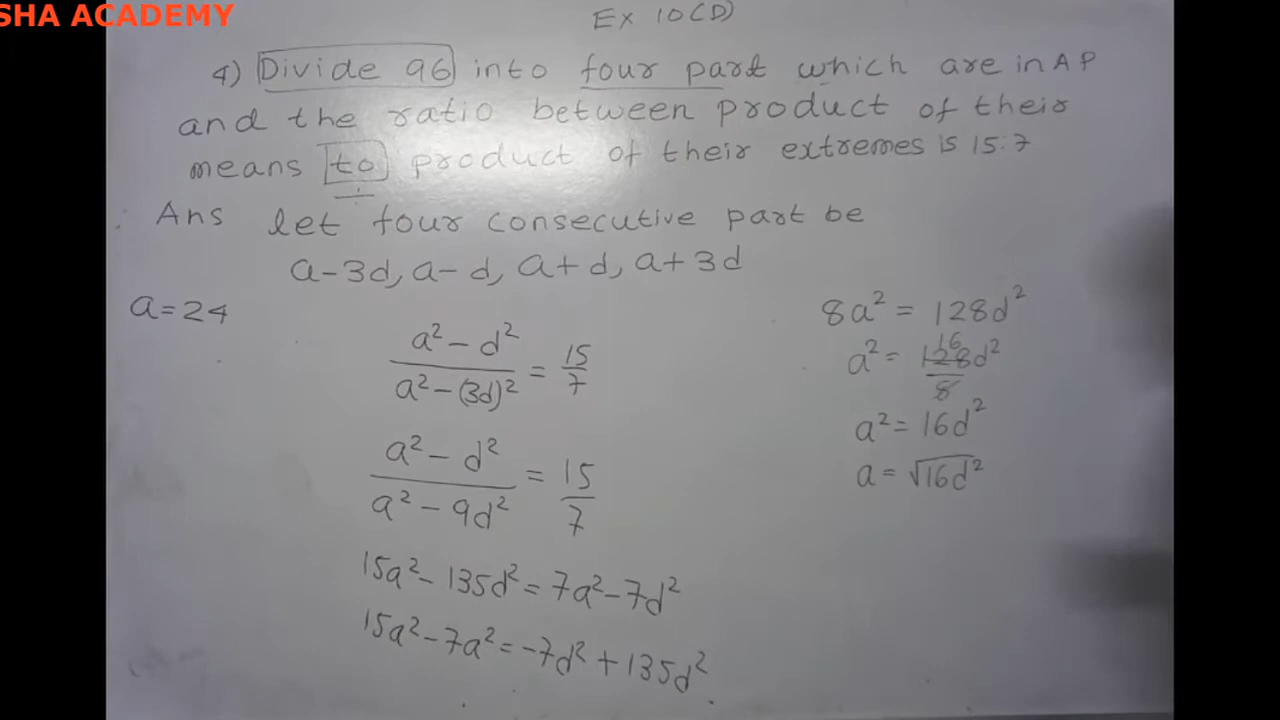 SHA ACADEMY
EX 10(D)
4) Divide 96 into four part which are in AP
and the ratio between product of their
means to product of their extremes is 15:7
Ans let four consecutive part be
a-3d, a-d, a+d, a+3d
a=24
a²-d² / a²-(3d)² = 15/7
a²-d² / a²-9d² = 15/7
15a²-135d² = 7a²-7d²
15a²-7a² = -7d²+135d²
8a² = 128d²
a² = 128d² / 8 16
a² = 16d²
a = √16d²